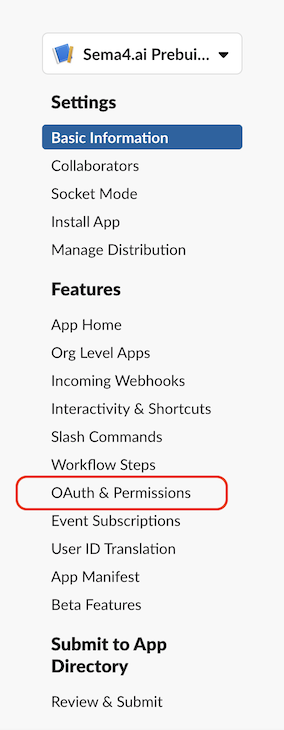 Sema4.ai Prebui...
Settings
Basic Information
Collaborators
Socket Mode
Install App
Manage Distribution
Features
App Home
Org Level Apps
Incoming Webhooks
Interactivity & Shortcuts
Slash Commands
Workflow Steps
OAuth & Permissions
Event Subscriptions
User ID Translation
App Manifest
Beta Features
Submit to App
Directory
Review & Submit